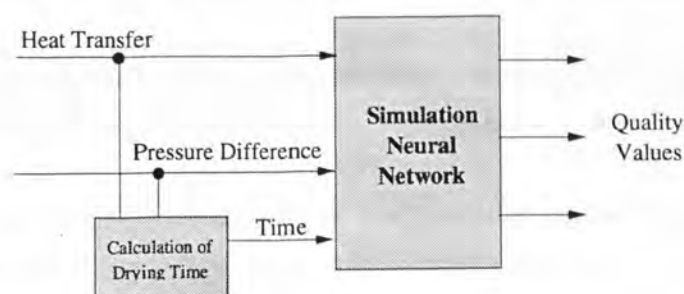 Heat Transfer
Simulation
Neural
Network
Quality
Values
Pressure Difference
Time
Calculation of
Drying Time